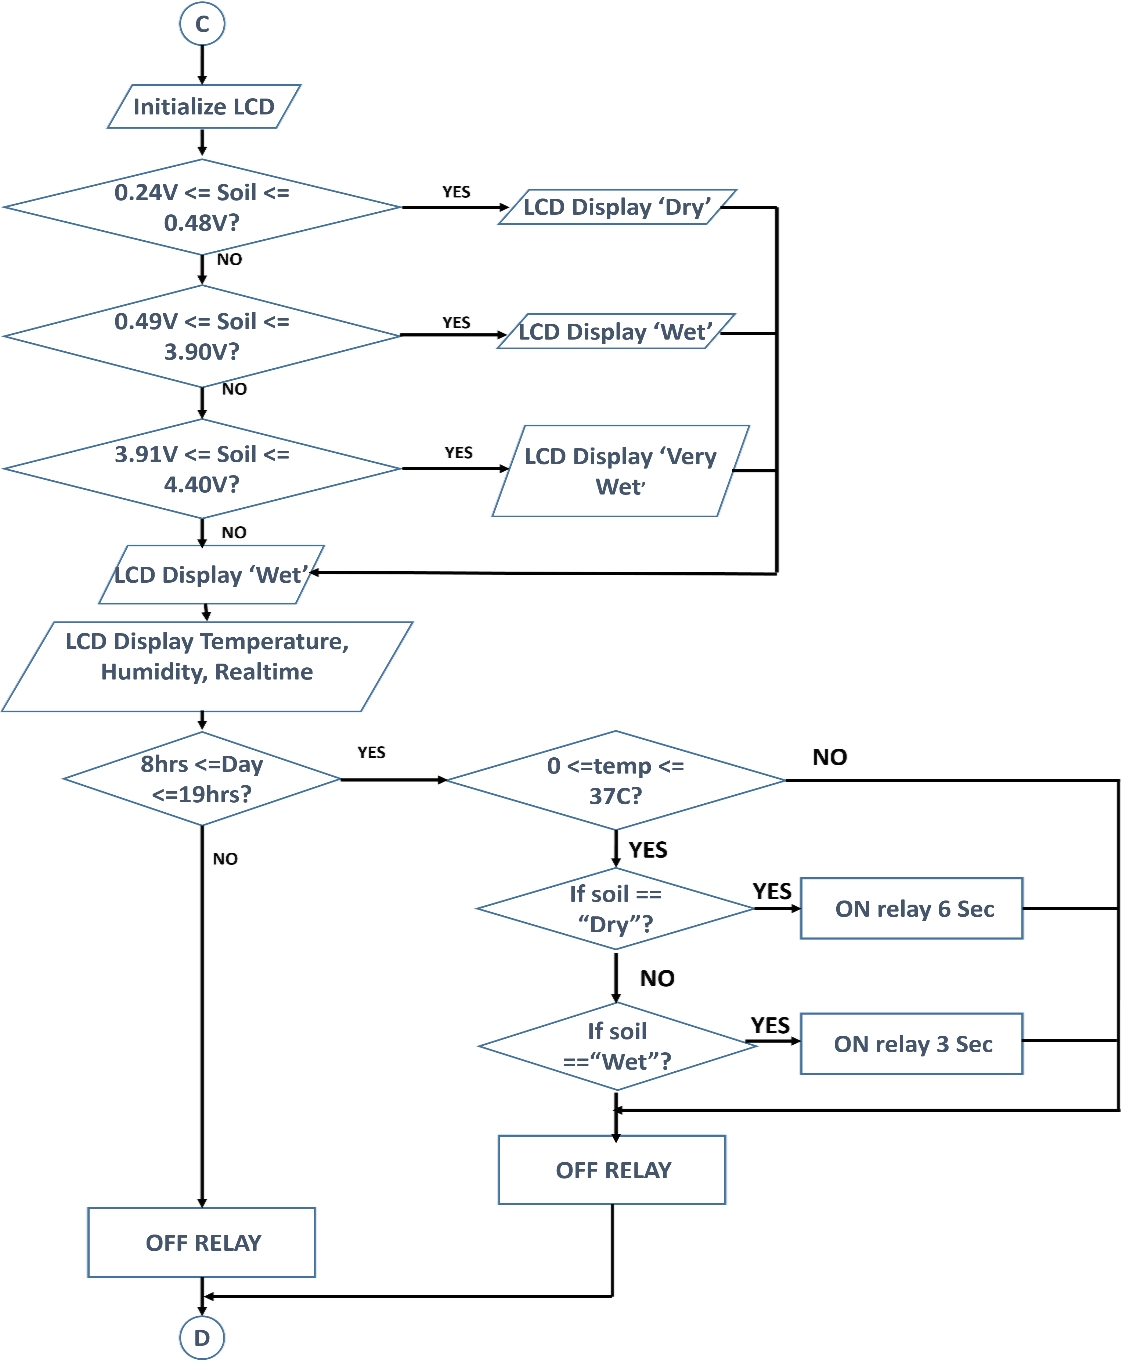 C
Initialize LCD
0.24V <= Soil <=
0.48V?
YES
LCD Display ‘Dry’
NO
0.49V <= Soil <=
3.90V?
YES
LCD Display ‘Wet’
NO
3.91V <= Soil <=
4.40V?
YES
LCD Display ‘Very
Wet’
NO
LCD Display ‘Wet’
LCD Display Temperature,
Humidity, Realtime
8hrs <=Day
<=19hrs?
YES
0 <=temp <=
37C?
NO
YES
NO
If soil ==
“Dry”?
YES
ON relay 6 Sec
NO
If soil
==“Wet”?
YES
ON relay 3 Sec
OFF RELAY
OFF RELAY
D